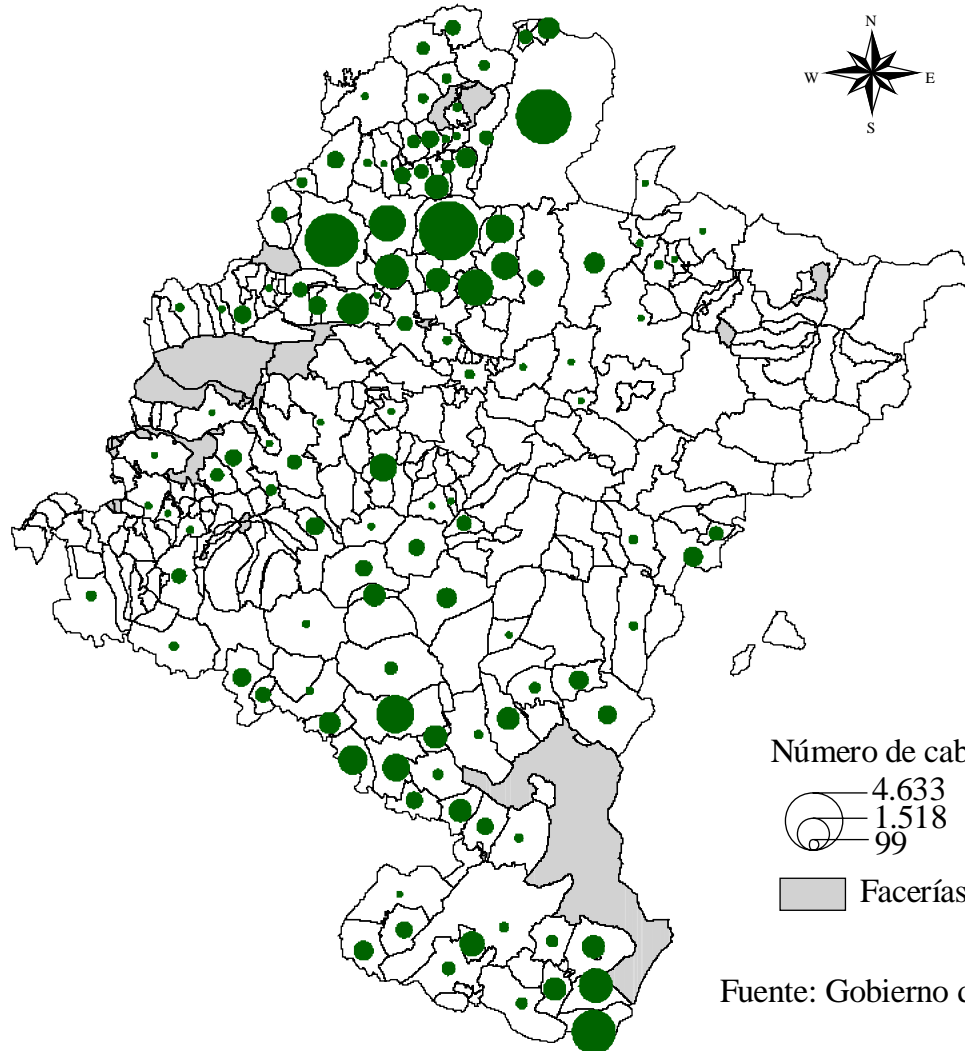 N
W E
S
Número de cab
4.633
1.518
99
Facerías
Fuente: Gobierno d